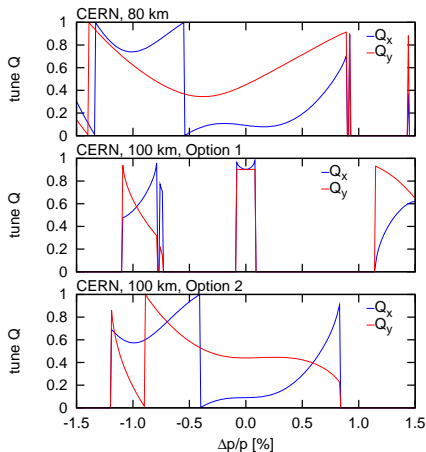 CERN, 80 km
tune Q
1
0.8
0.6
0.4
0.2
0
Qx
Qy
CERN, 100 km, Option 1
tune Q
1
0.8
0.6
0.4
0.2
0
Qx
Qy
CERN, 100 km, Option 2
tune Q
1
0.8
0.6
0.4
0.2
0
Qx
Qy
-1.5 -1.0 -0.5 0.0 0.5 1.0 1.5
Δp/p [%]